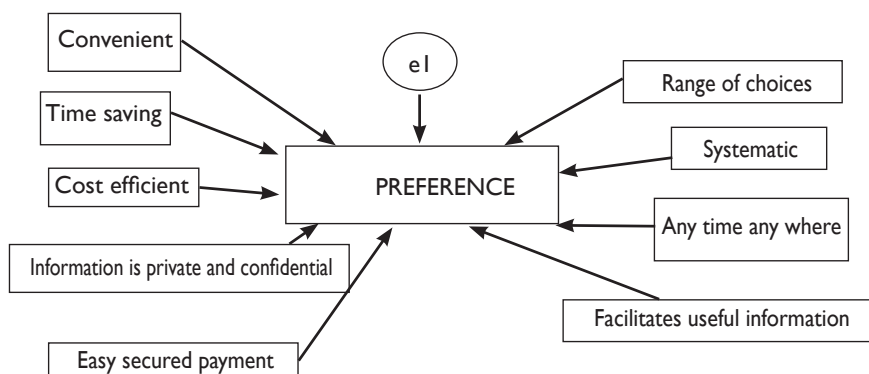 Convenient
e1
Range of choices
Time saving
Systematic
Cost efficient
PREFERENCE
Any time any where
Information is private and confidential
Facilitates useful information
Easy secured payment